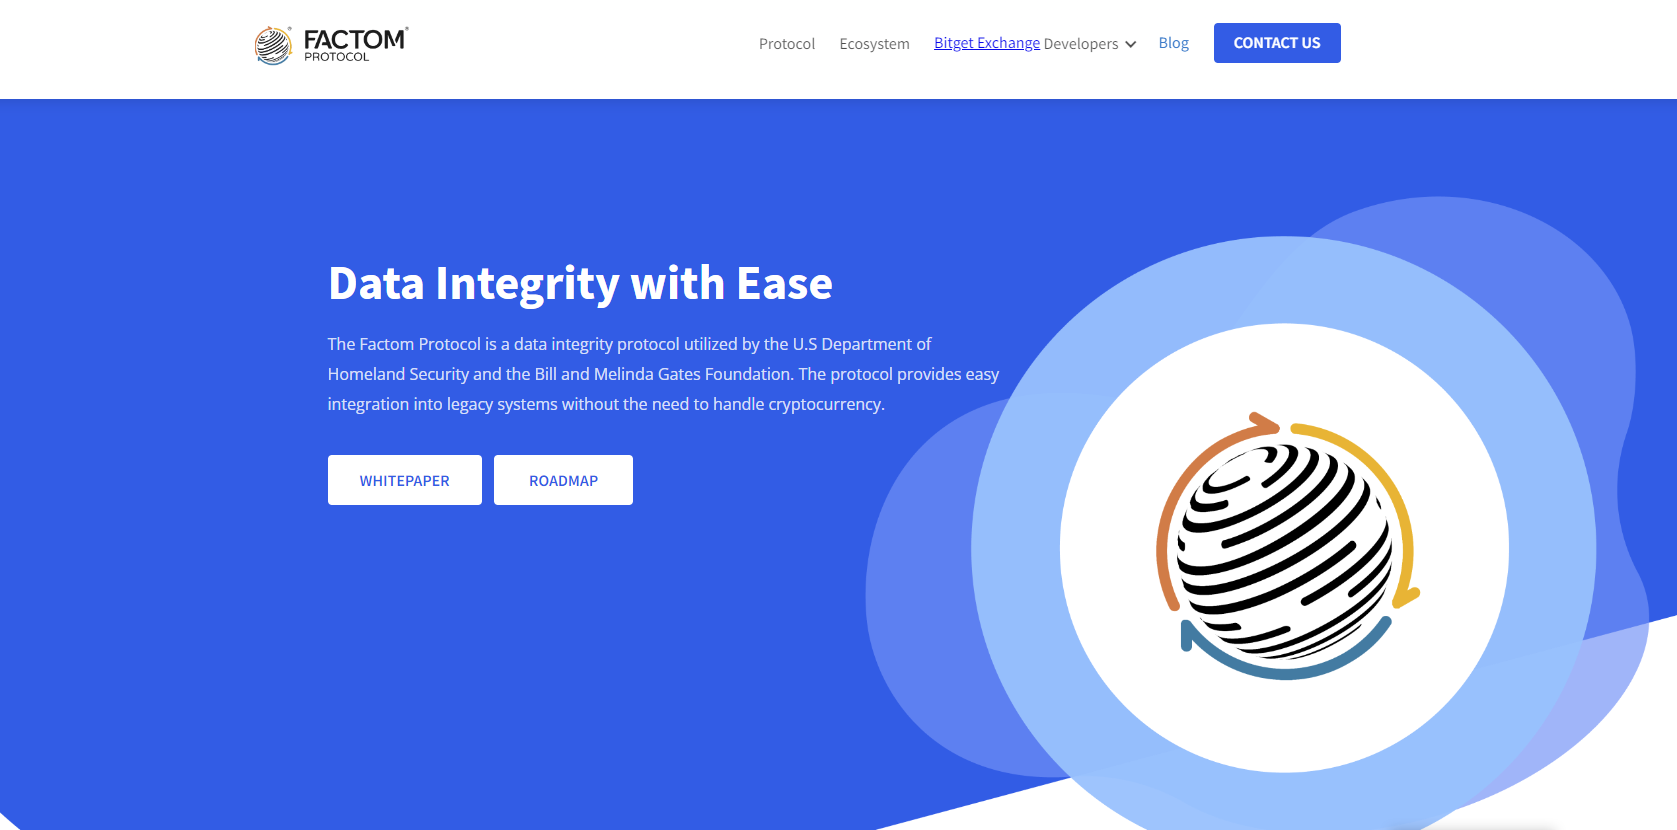 FACTOM®
PROTOCOL
Protocol Ecosystem Bitget Exchange Developers Blog CONTACT US
Data Integrity with Ease
The Factom Protocol is a data integrity protocol utilized by the U.S Department of
Homeland Security and the Bill and Melinda Gates Foundation. The protocol provides easy
integration into legacy systems without the need to handle cryptocurrency.
WHITEPAPER ROADMAP